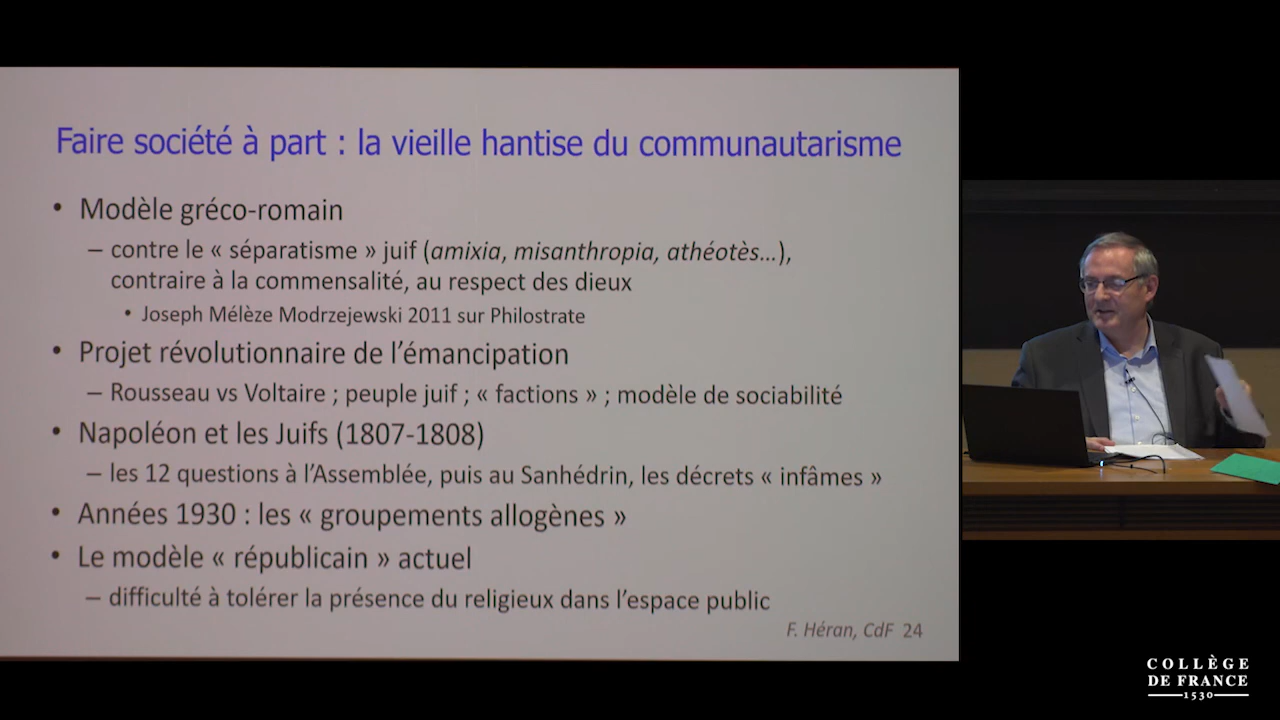 Faire société à part : la vieille hantise du communautarisme
• Modèle gréco-romain
– contre le « séparatisme » juif (amixia, misanthropia, athéotès…),
contraire à la commensalité, au respect des dieux
• Joseph Mélèze Modrzejewski 2011 sur Philostrate
• Projet révolutionnaire de l’émancipation
– Rousseau vs Voltaire ; peuple juif ; « factions » ; modèle de sociabilité
• Napoléon et les Juifs (1807-1808)
– les 12 questions à l’Assemblée, puis au Sanhédrin, les décrets « infâmes »
• Années 1930 : les « groupements allogènes »
• Le modèle « républicain » actuel
– difficulté à tolérer la présence du religieux dans l’espace public
F. Héran, CdF 24
COLLÈGE
DE FRANCE
1530